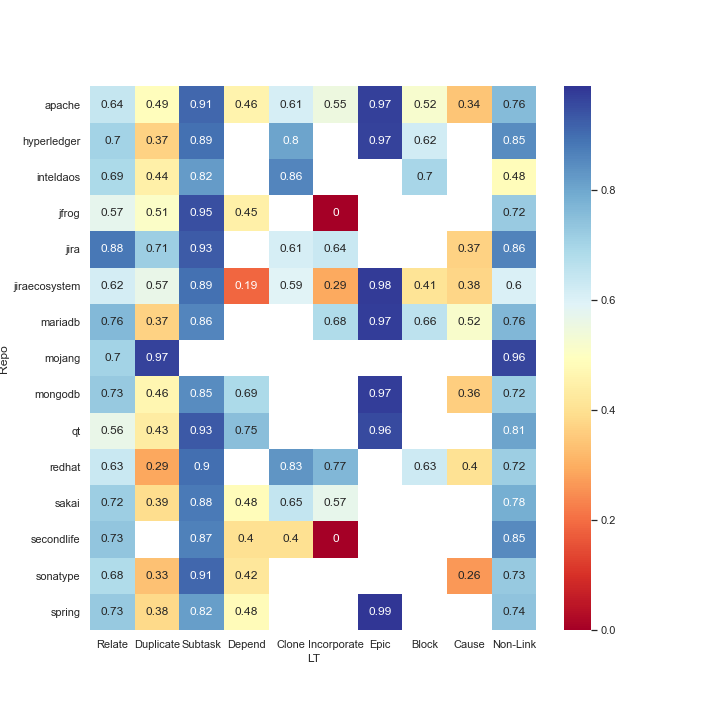 apache 0.64 0.49 0.91 0.46 0.61 0.55 0.97 0.52 0.34 0.76
hyperledger 0.7 0.37 0.89 0.8 0.97 0.62 0.85
inteldaos 0.69 0.44 0.82 0.86 0.7 0.48
0.8
jfrog 0.57 0.51 0.95 0.45 0 0.72
jira 0.88 0.71 0.93 0.61 0.64 0.37 0.86
jiraecosystem 0.62 0.57 0.89 0.19 0.59 0.29 0.98 0.41 0.38 0.6
0.6
mariadb 0.76 0.37 0.86 0.68 0.97 0.66 0.52 0.76
Repo
mojang 0.7 0.97 0.96
mongodb 0.73 0.46 0.85 0.69 0.97 0.36 0.72
0.4
qt 0.56 0.43 0.93 0.75 0.96 0.81
redhat 0.63 0.29 0.9 0.83 0.77 0.63 0.4 0.72
sakai 0.72 0.39 0.88 0.48 0.65 0.57 0.78
0.2
secondlife 0.73 0.87 0.4 0.4 0 0.85
sonatype 0.68 0.33 0.91 0.42 0.26 0.73
spring 0.73 0.38 0.82 0.48 0.99 0.74
0.0
Relate Duplicate Subtask Depend Clone Incorporate Epic Block Cause Non-Link
LT